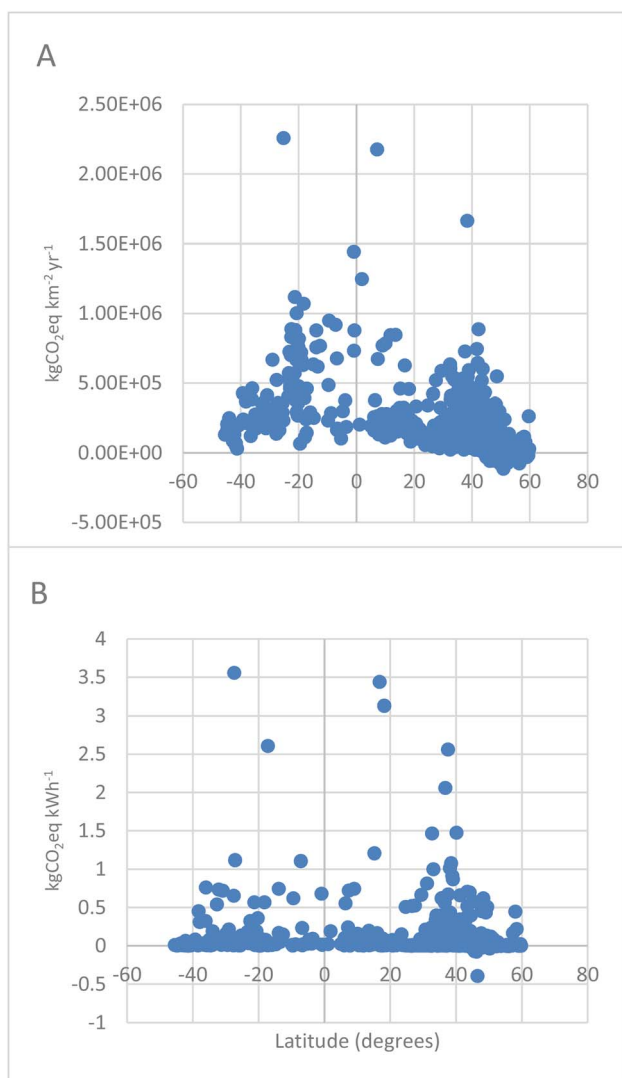 A
2.50E+06
2.00E+06
1.50E+06
1.00E+06
5.00E+05
0.00E+00
-60 -40 -20 0 20 40 60 80
-5.00E+05
kgCO₂eq km⁻² yr⁻¹
B
4
3.5
3
2.5
2
1.5
1
0.5
0
-60 -40 -20 0 20 40 60 80
-0.5
-1
kgCO₂eq kWh⁻¹
Latitude (degrees)